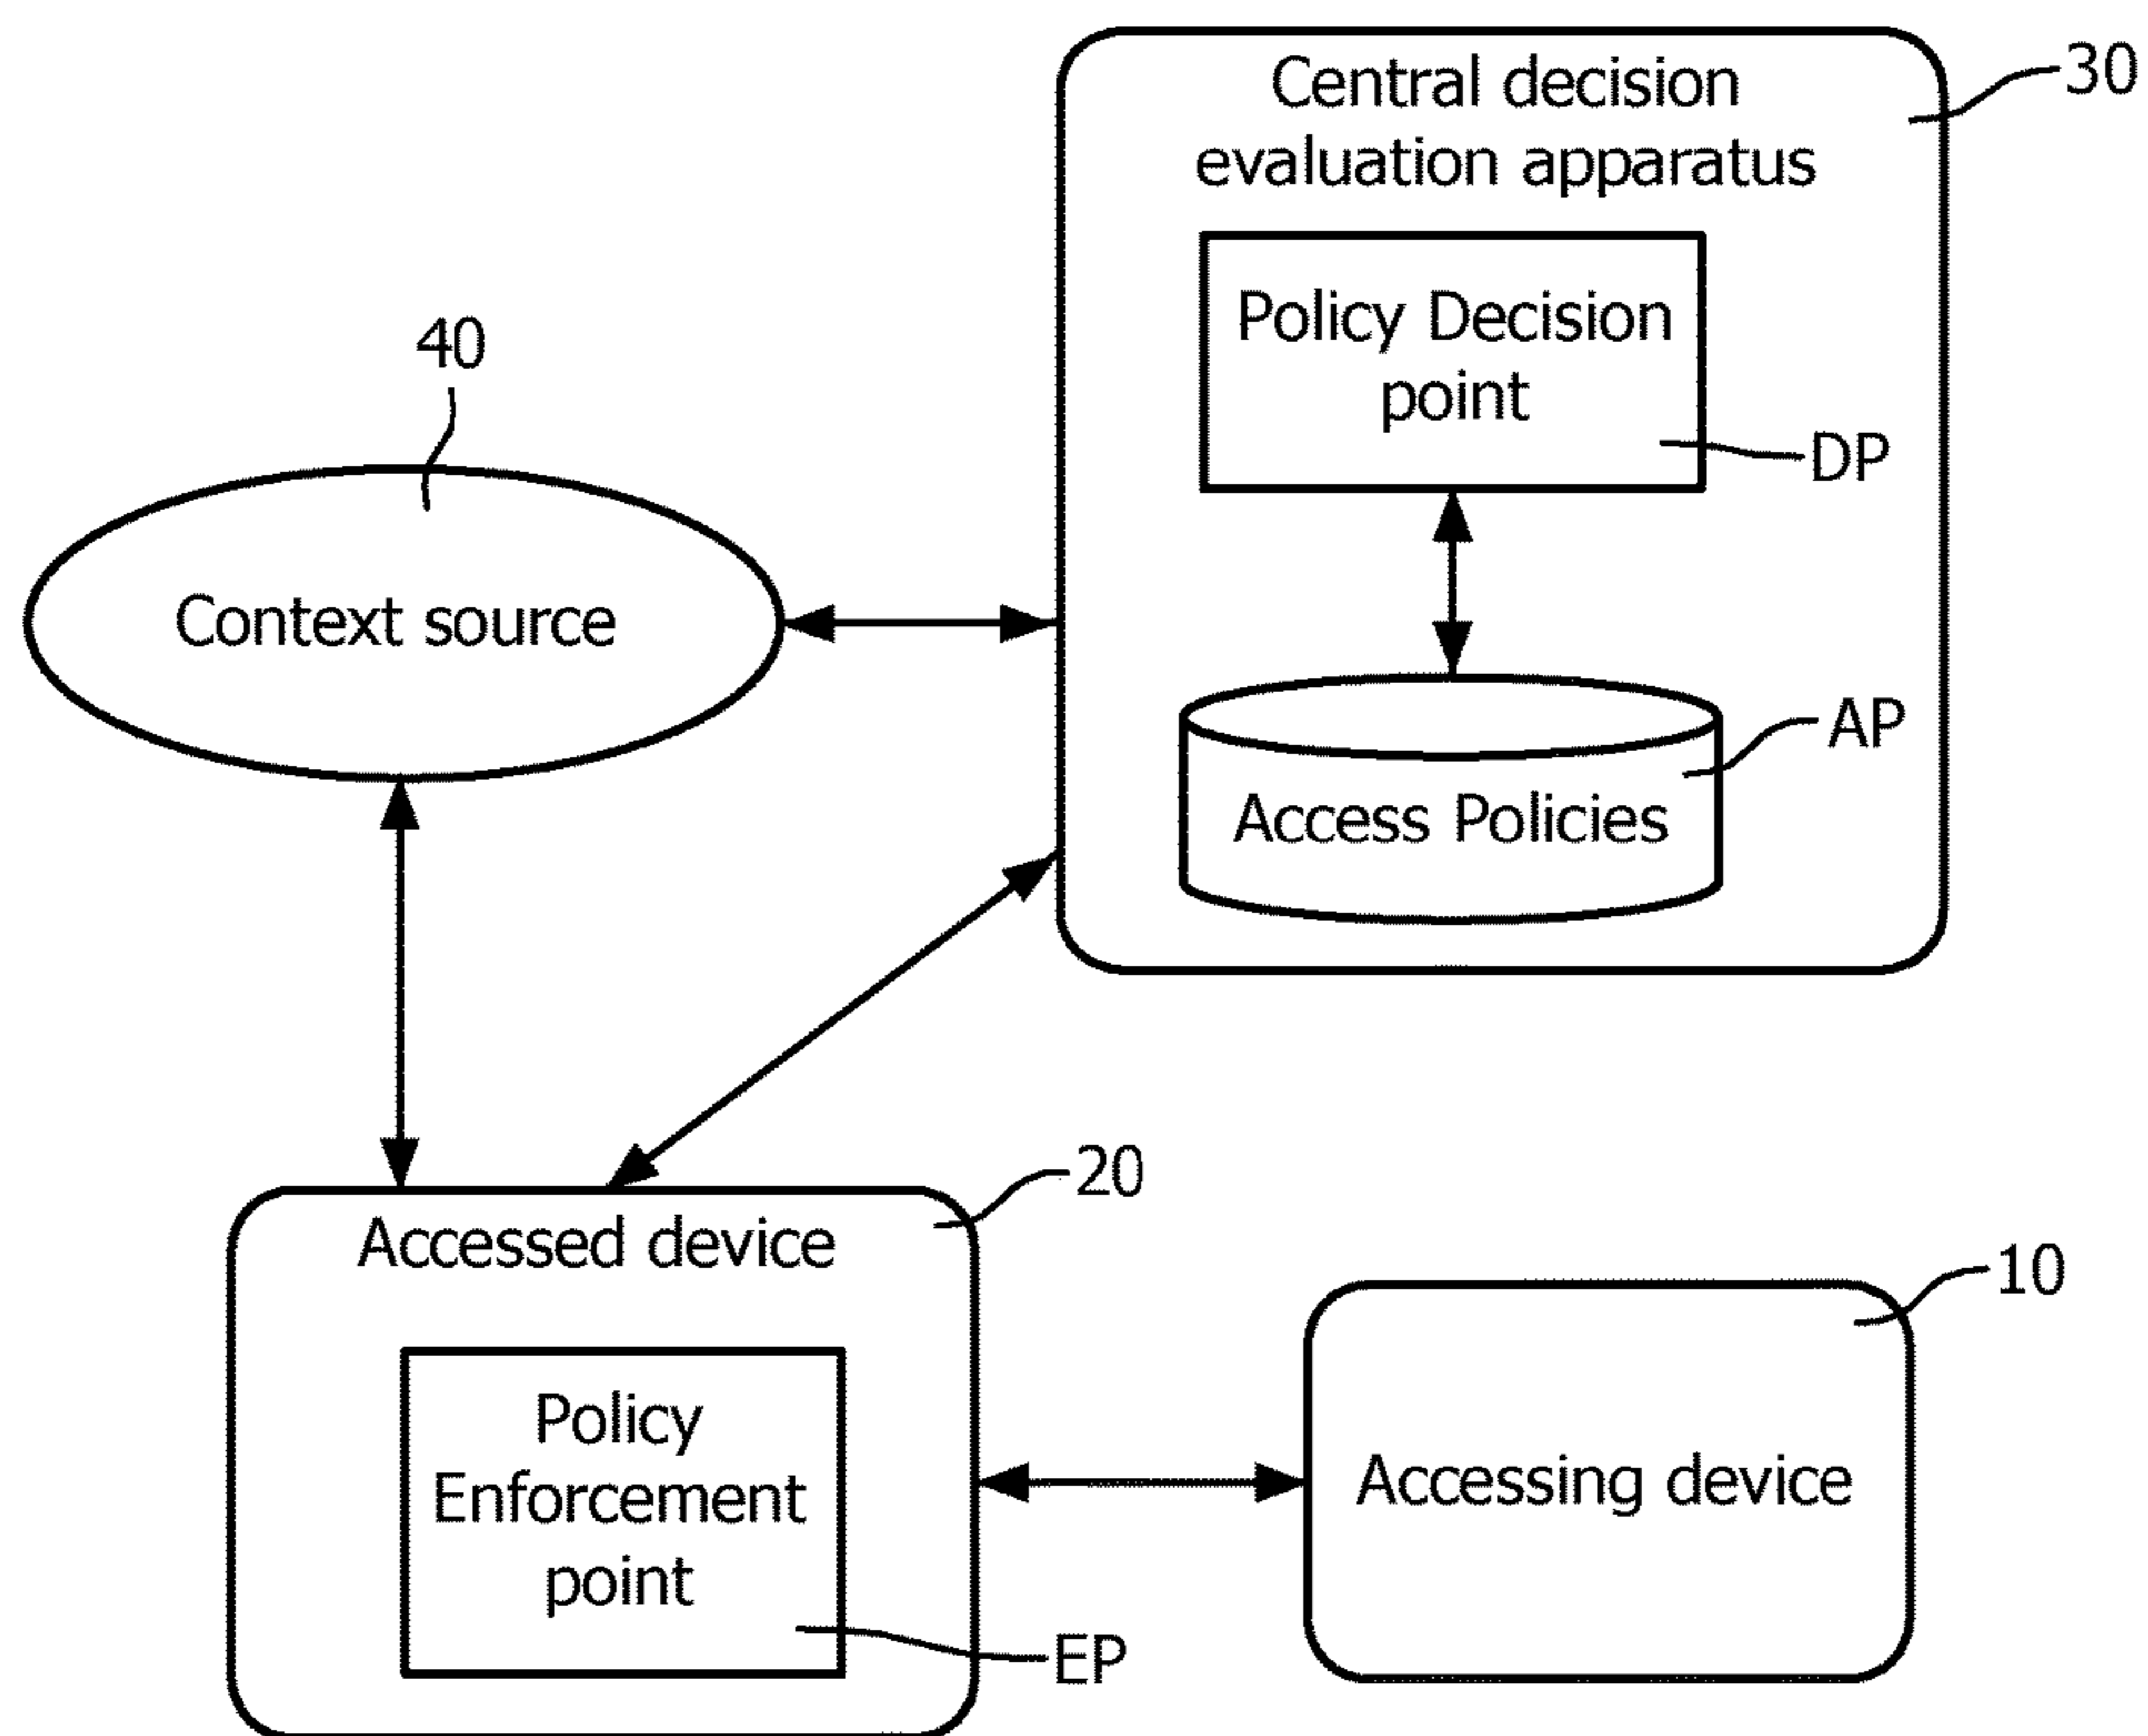 Central decision
evaluation apparatus
30
Policy Decision
point
DP
40
Context source
AP
Access Policies
20
Accessed device
10
Policy
Enforcement
point
EP
Accessing device